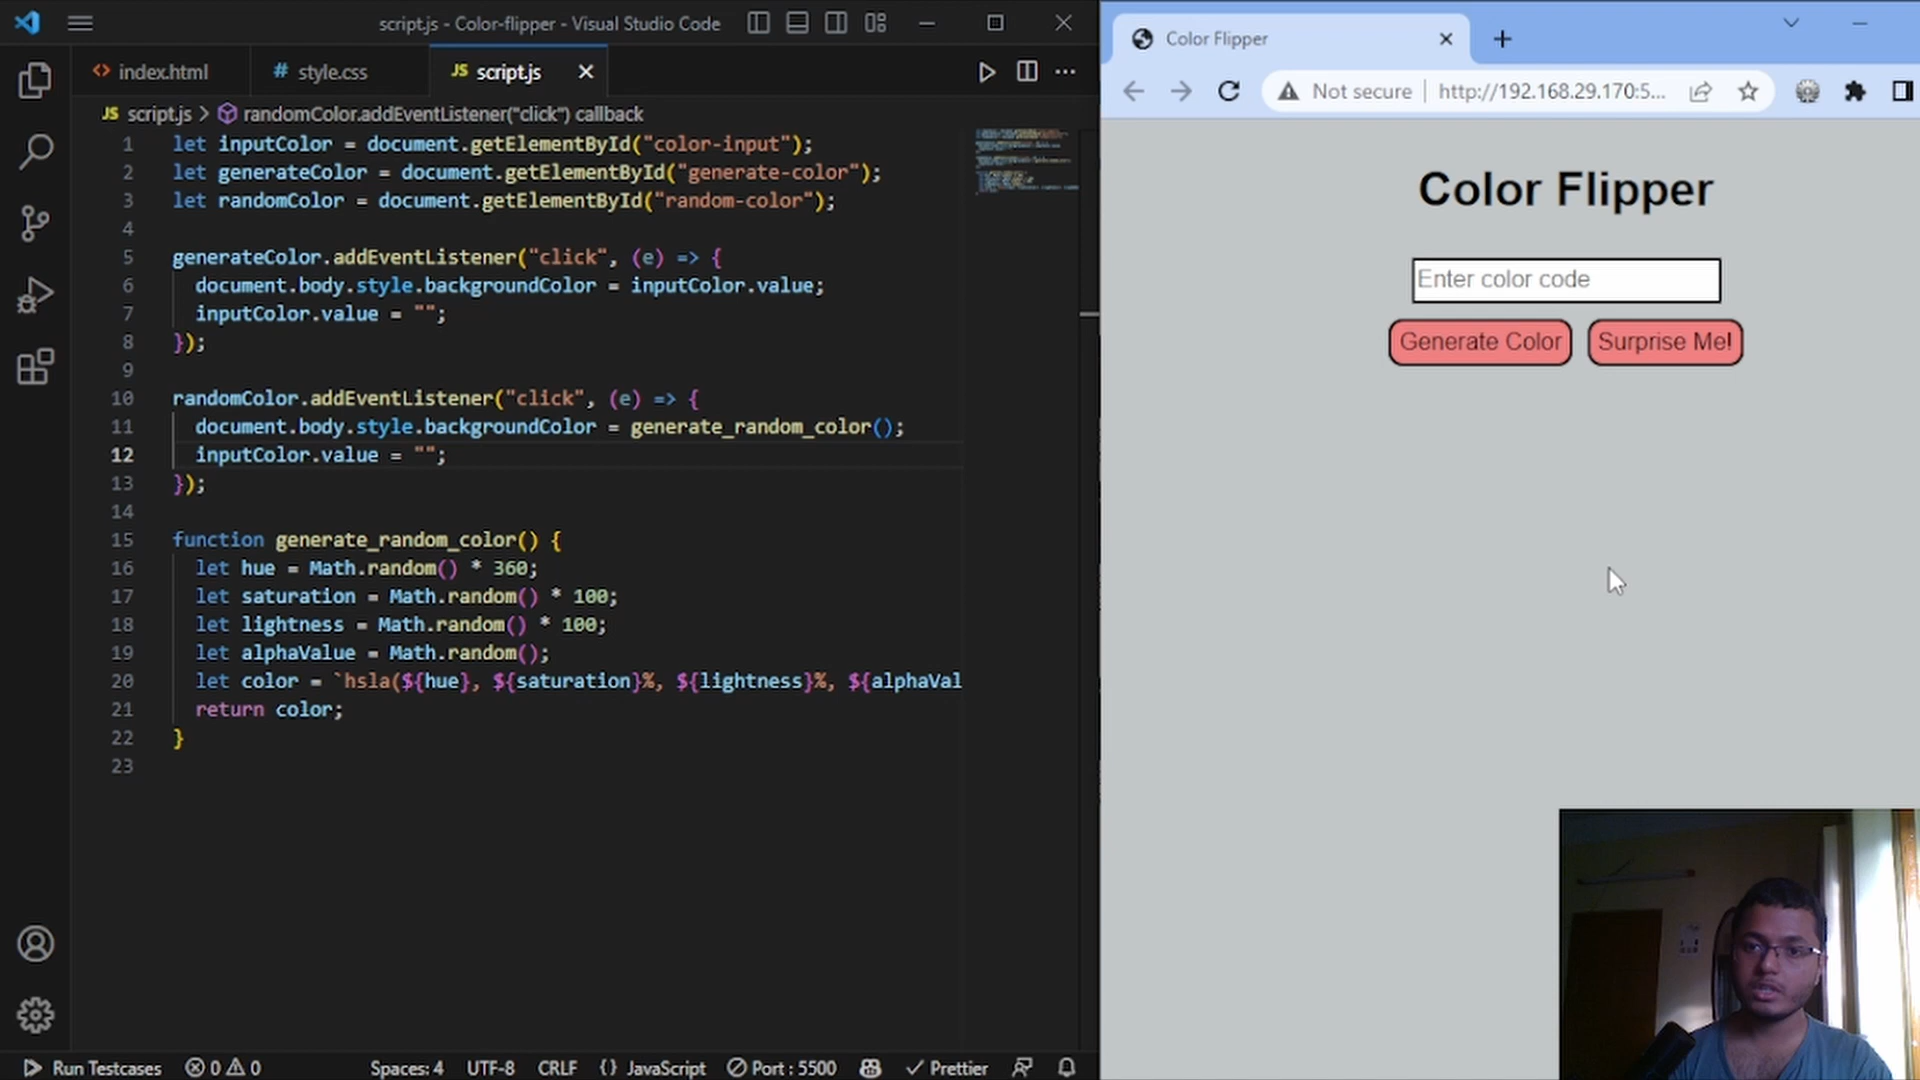 script.js - Color-flipper - Visual Studio Code
index.html
style.css
JS script.js
JS script.js > randomColor.addEventListener("click") callback
1 let inputColor = document.getElementById("color-input");
2 let generateColor = document.getElementById("generate-color");
3 let randomColor = document.getElementById("random-color");
4
5 generateColor.addEventListener("click", (e) => {
6 document.body.style.backgroundColor = inputColor.value;
7 inputColor.value = "";
8 });
9
10 randomColor.addEventListener("click", (e) => {
11 document.body.style.backgroundColor = generate_random_color();
12 inputColor.value = "";
13 });
14
15 function generate_random_color() {
16 let hue = Math.random() * 360;
17 let saturation = Math.random() * 100;
18 let lightness = Math.random() * 100;
19 let alphaValue = Math.random();
20 let color = `hsla(${hue}, ${saturation}%, ${lightness}%, ${alphaVal
21 return color;
22 }
23
Run Testcases 0 0 Spaces: 4 UTF-8 CRLF {} JavaScript Port : 5500 Prettier
Color Flipper
Not secure http://192.168.29.170:5...
Color Flipper
Enter color code
Generate Color
Surprise Me!